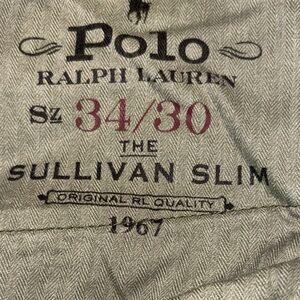 Polo
RALPH LAUREN
Sz 34/30
THE
SULLIVAN SLIM
ORIGINAL RL QUALITY
1967